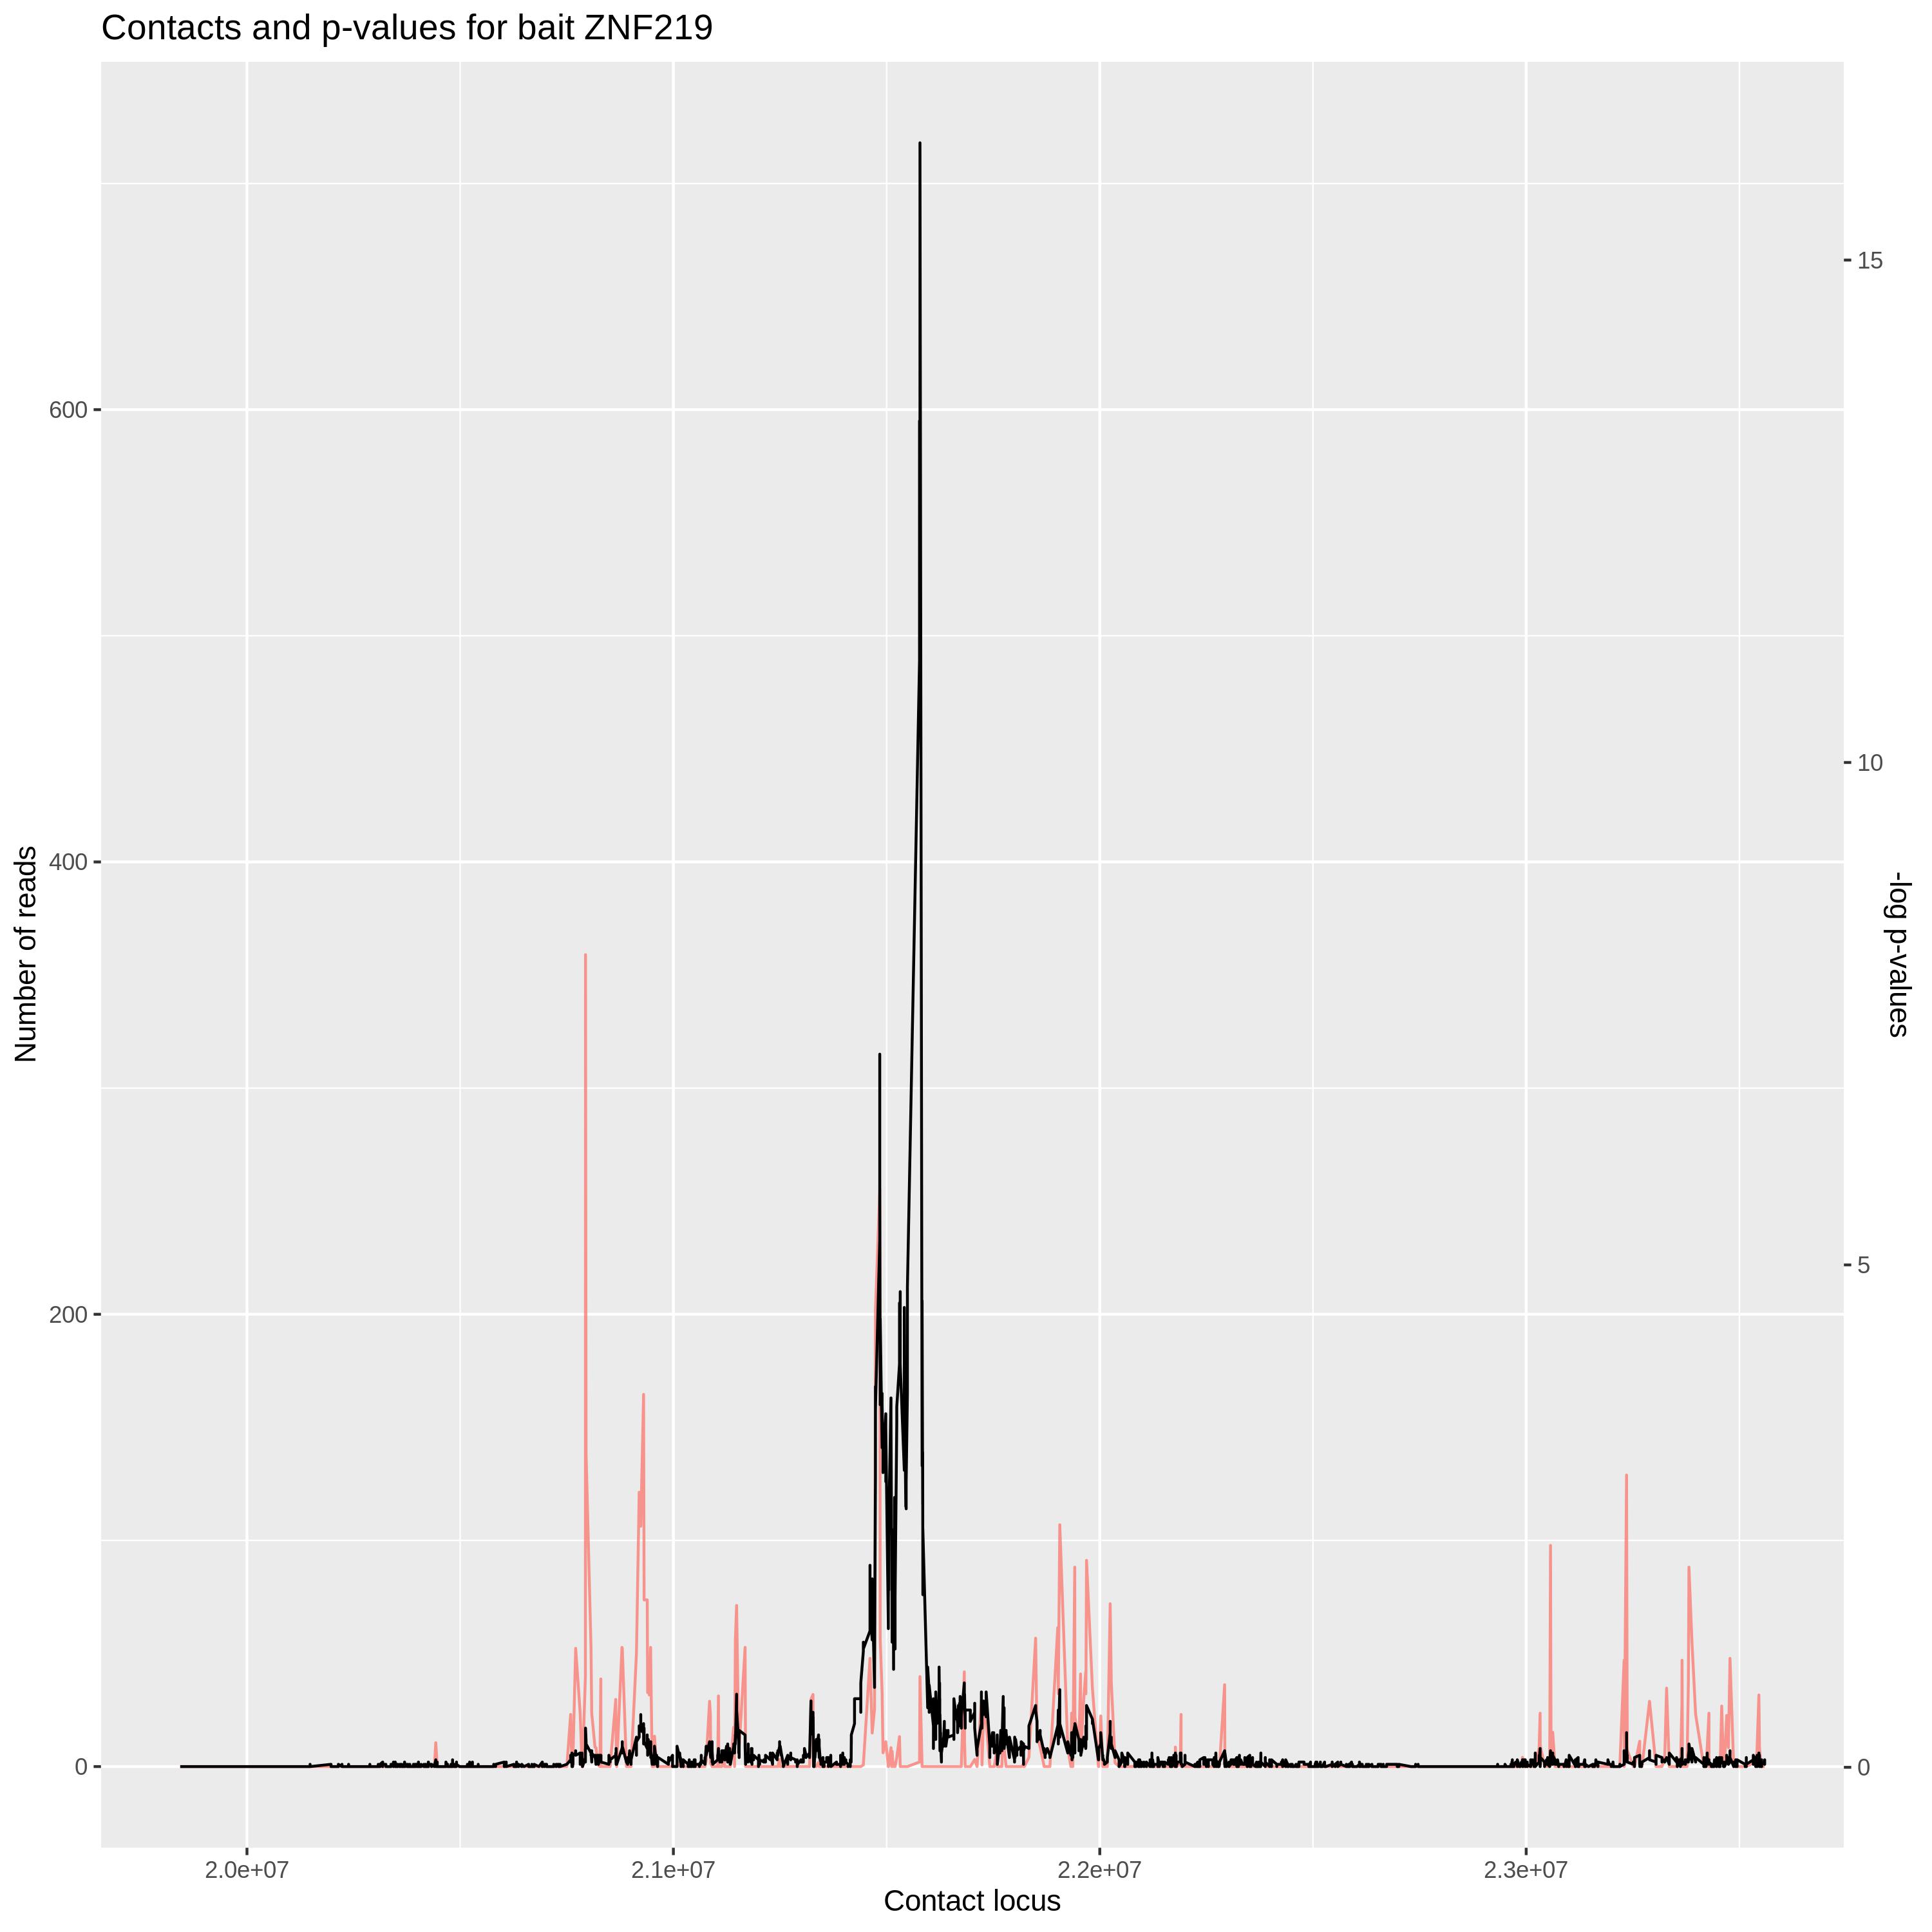 Contacts and p-values for bait ZNF219
Number of reads
600
400
200
0
15
10
5
0
-log p-values
2.0e+07
2.1e+07
2.2e+07
2.3e+07
Contact locus